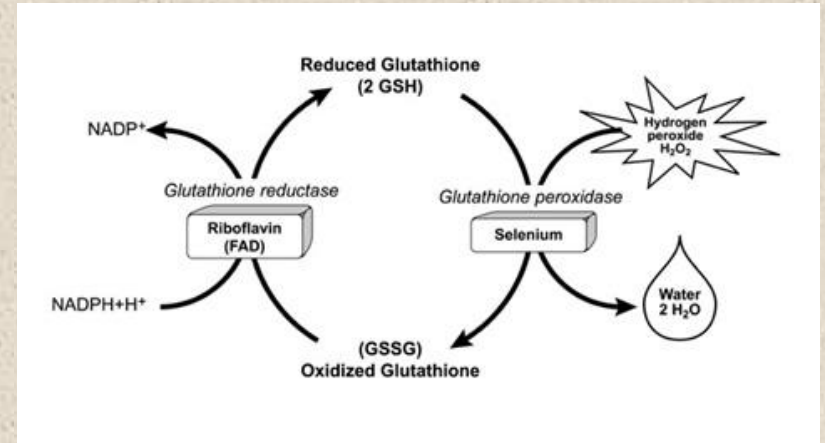 Reduced Glutathione
(2 GSH)
NADP+
Hydrogen
peroxide
H₂O₂
Glutathione reductase
Glutathione peroxidase
Riboflavin
(FAD)
Selenium
NADPH+H⁺
Water
2 H₂O
(GSSG)
Oxidized Glutathione